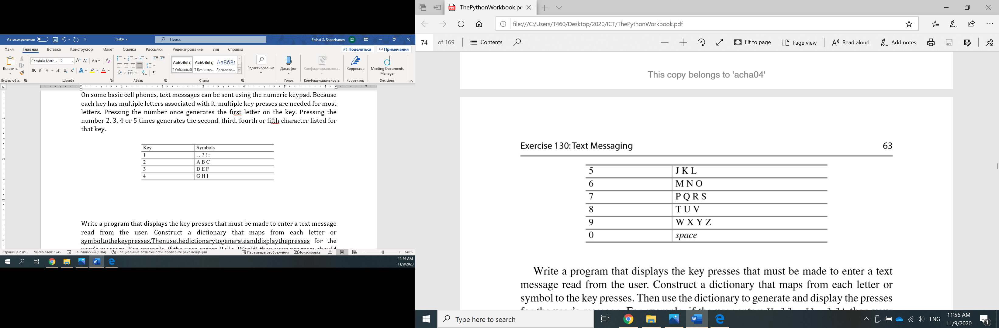 Автосохранение
task4
Поиск
Ershat S. Sapazhanov ES
Файл Главная Вставка Конструктор Макет Ссылки Рассылки Рецензирование Вид Справка Поделиться Примечания
Cambria Math 12 Aa
АаБбВвГг, АаБбВвГг, АаБбВ
Вставить
Ж К Ч ab x₂ x² A A
¶ Обычный ¶ Без инте... Заголово...
Редактирование Диктофон Конфиденциальность Корректор Meeting Documents
Manager
Буфер обм... Шрифт Абзац Стили Голос Конфиденциальность Корректор Decisions
On some basic cell phones, text messages can be sent using the numeric keypad. Because
each key has multiple letters associated with it, multiple key presses are needed for most
letters. Pressing the number once generates the first letter on the key. Pressing the
number 2, 3, 4 or 5 times generates the second, third, fourth or fifth character listed for
that key.
Key Symbols
1 . , ? ! :
2 A B C
3 D E F
4 G H I
Write a program that displays the key presses that must be made to enter a text message
read from the user. Construct a dictionary that maps from each letter or
symboltothekeypresses.Thenusethedictionarytogenerateanddisplaythepresses for the
Страница 2 из 5 Число слов: 1745 английский (США) Специальные возможности: проверьте рекомендации Параметры отображения Фокусировка 140%
11:56 AM
11/9/2020
ThePythonWorkbook.pc
file:///C:/Users/T460/Desktop/2020/ICT/ThePythonWorkbook.pdf
74 of 169 Contents Fit to page Page view Read aloud Add notes
This copy belongs to 'acha04'
Exercise 130: Text Messaging 63
5 J K L
6 M N O
7 P Q R S
8 T U V
9 W X Y Z
0 space
Write a program that displays the key presses that must be made to enter a text
message read from the user. Construct a dictionary that maps from each letter or
symbol to the key presses. Then use the dictionary to generate and display the presses
Type here to search
ENG
11:56 AM
11/9/2020
1